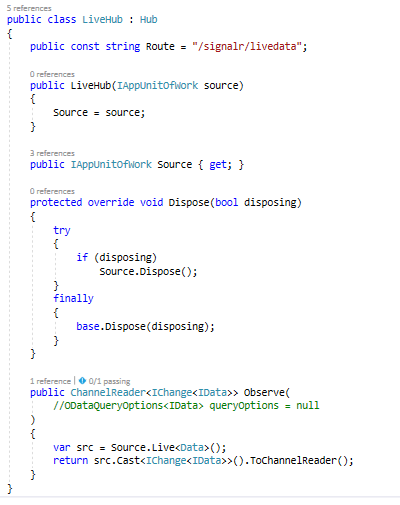 5 references
public class LiveHub : Hub
{
public const string Route = "/signalr/livedata";
0 references
public LiveHub(IAppUnitOfWork source)
{
Source = source;
}
3 references
public IAppUnitOfWork Source { get; }
0 references
protected override void Dispose(bool disposing)
{
try
{
if (disposing)
Source.Dispose();
}
finally
{
base.Dispose(disposing);
}
}
1 reference | 0/1 passing
public ChannelReader<IChange<IData>> Observe(
//ODataQueryOptions<IData> queryOptions = null
)
{
var src = Source.Live<Data>();
return src.Cast<IChange<IData>>().ToChannelReader();
}
}